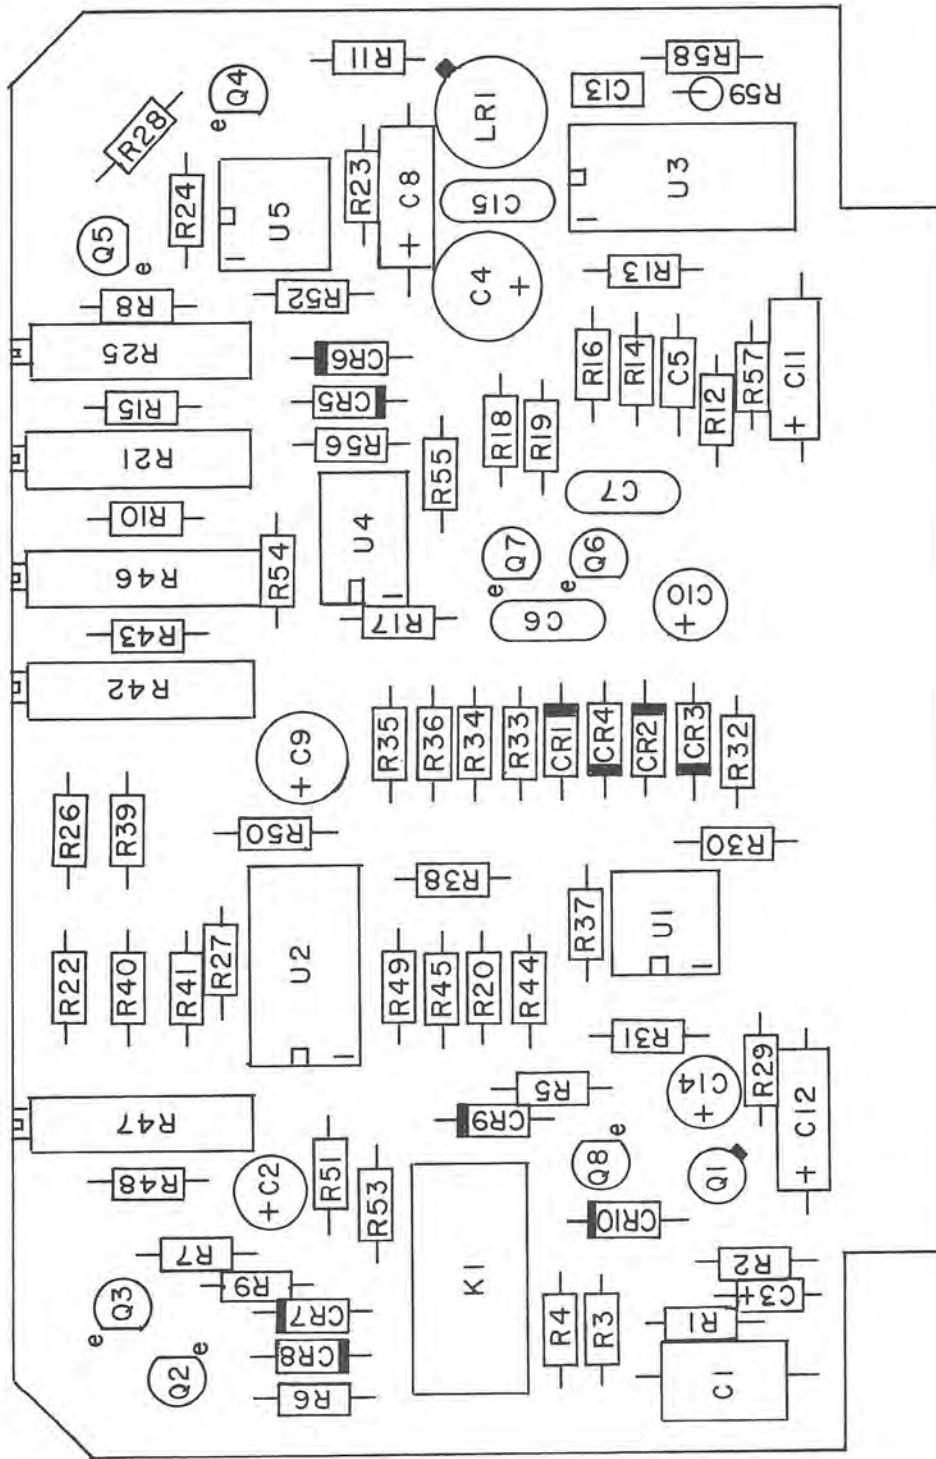 R11
R58
Q4
e
LR1
C13
R59
R28
R23
C8
+
U3
1
R24
U5
1
C15
Q5
e
R13
R52
C4
+
R8
R25
CR6
R16
R14
C5
R57
C11
+
R15
CR5
R18
R19
R12
R21
R56
R55
C7
R10
U4
1
Q7
e
Q6
e
R46
R54
C10
+
R43
R17
C6
R42
C9
+
R35
R36
R34
R33
CR1
CR4
CR2
CR3
R32
R26
R39
R50
R30
R38
R37
U1
1
R22
R40
R41
R27
U2
1
R49
R45
R20
R44
R31
R29
R5
C14
+
C12
+
R47
CR9
R48
C2
+
R51
R53
Q8
e
Q1
CR10
R7
K1
R2
Q3
e
R9
C3+
CR7
R4
R3
R1
Q2
e
CR8
R6
C1